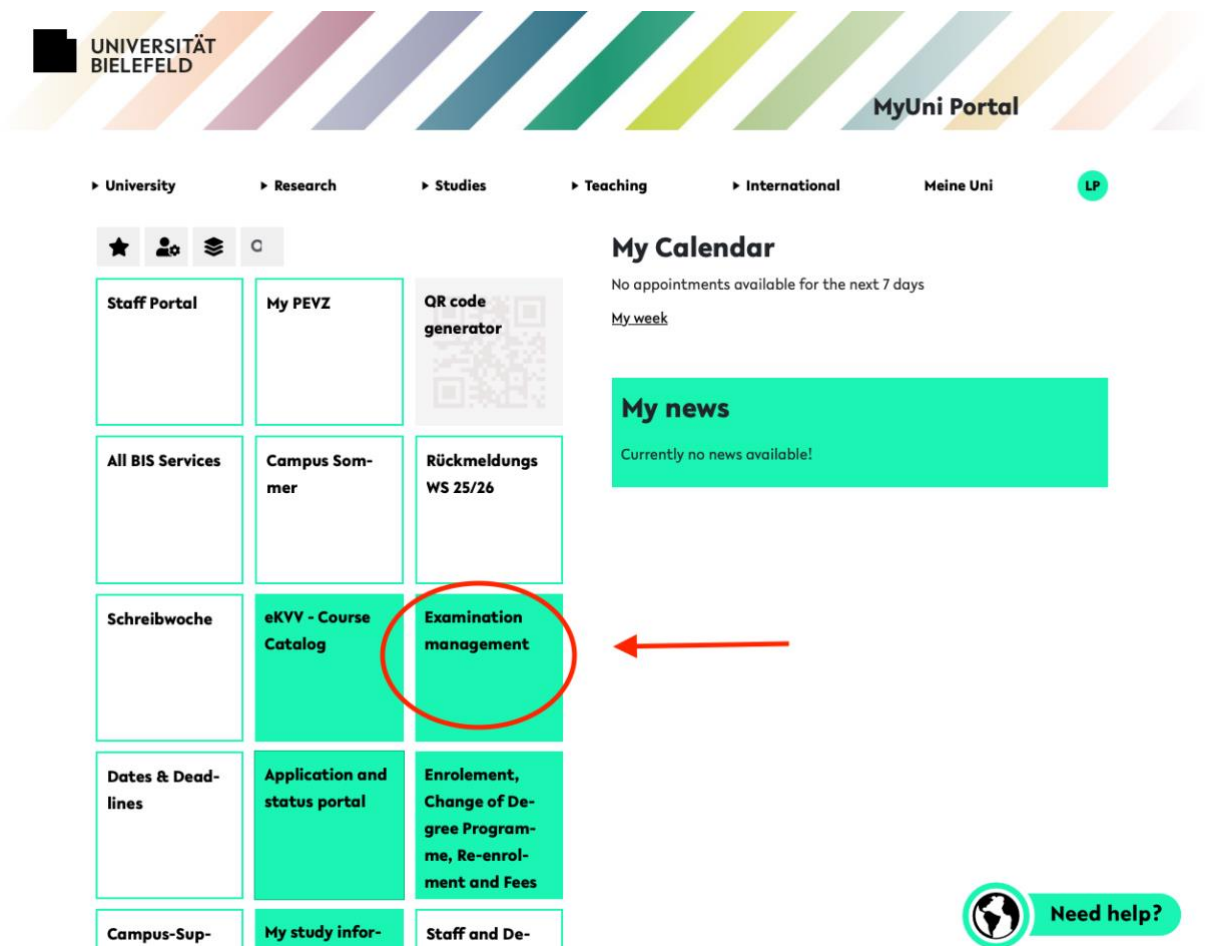 UNIVERSITÄT
BIELEFELD
MyUni Portal
University
Research
Studies
Teaching
International
Meine Uni
LP
My Calendar
No appointments available for the next 7 days
My week
My news
Currently no news available!
Staff Portal
My PEVZ
QR code
generator
All BIS Services
Campus Som-
mer
Rückmeldungs
WS 25/26
Schreibwoche
eKVV - Course
Catalog
Examination
management
Dates & Dead-
lines
Application and
status portal
Enrolement,
Change of De-
gree Program-
me, Re-enrol-
ment and Fees
Campus-Sup-
My study infor-
Staff and De-
Need help?